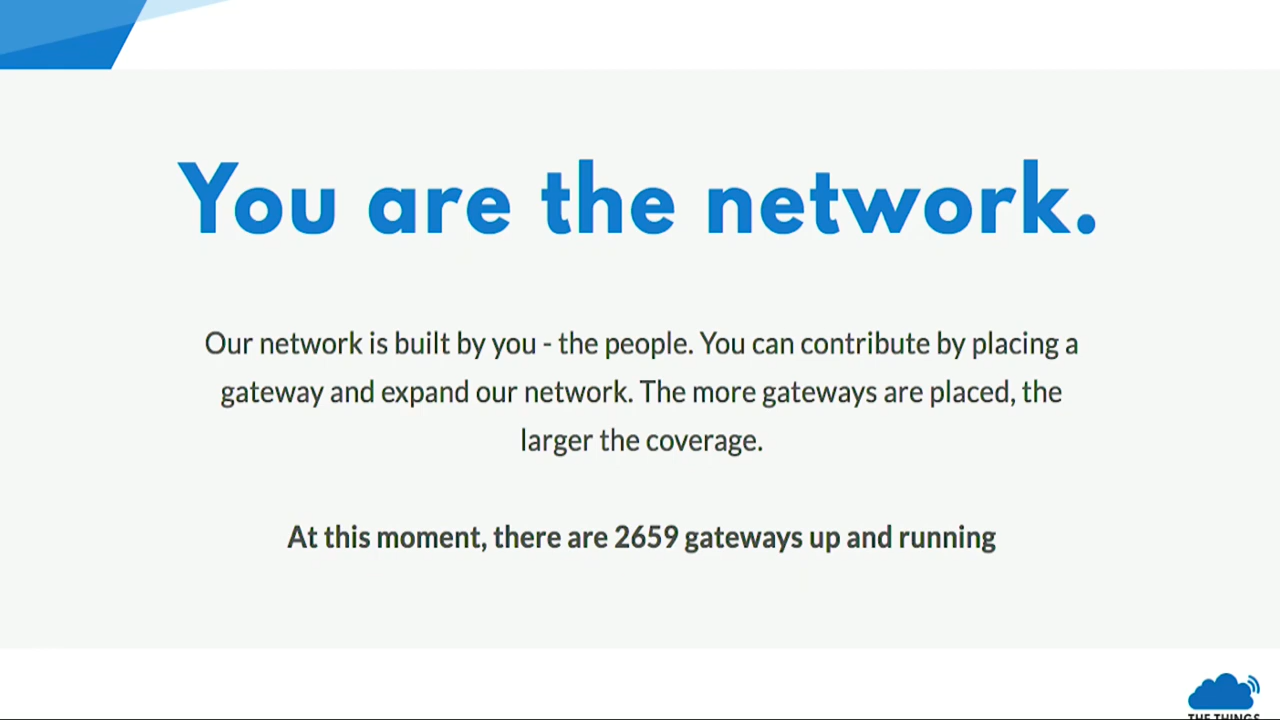 You are the network.
Our network is built by you - the people. You can contribute by placing a
gateway and expand our network. The more gateways are placed, the
larger the coverage.
At this moment, there are 2659 gateways up and running
THE THINGS